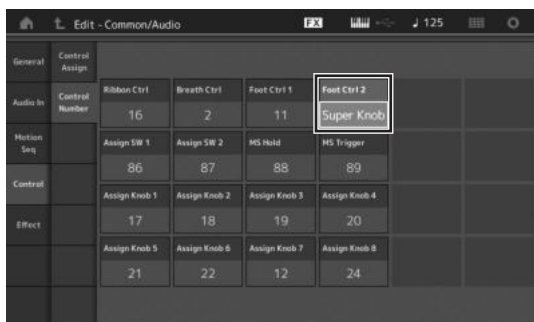 Edit - Common/Audio FX ♩ 125
General Control Assign
Audio In Control Number
Motion Seq
Control
Effect
Ribbon Ctrl Breath Ctrl Foot Ctrl 1 Foot Ctrl 2
16 2 11 Super Knob
Assign SW 1 Assign SW 2 MS Hold MS Trigger
86 87 88 89
Assign Knob 1 Assign Knob 2 Assign Knob 3 Assign Knob 4
17 18 19 20
Assign Knob 5 Assign Knob 6 Assign Knob 7 Assign Knob 8
21 22 12 24